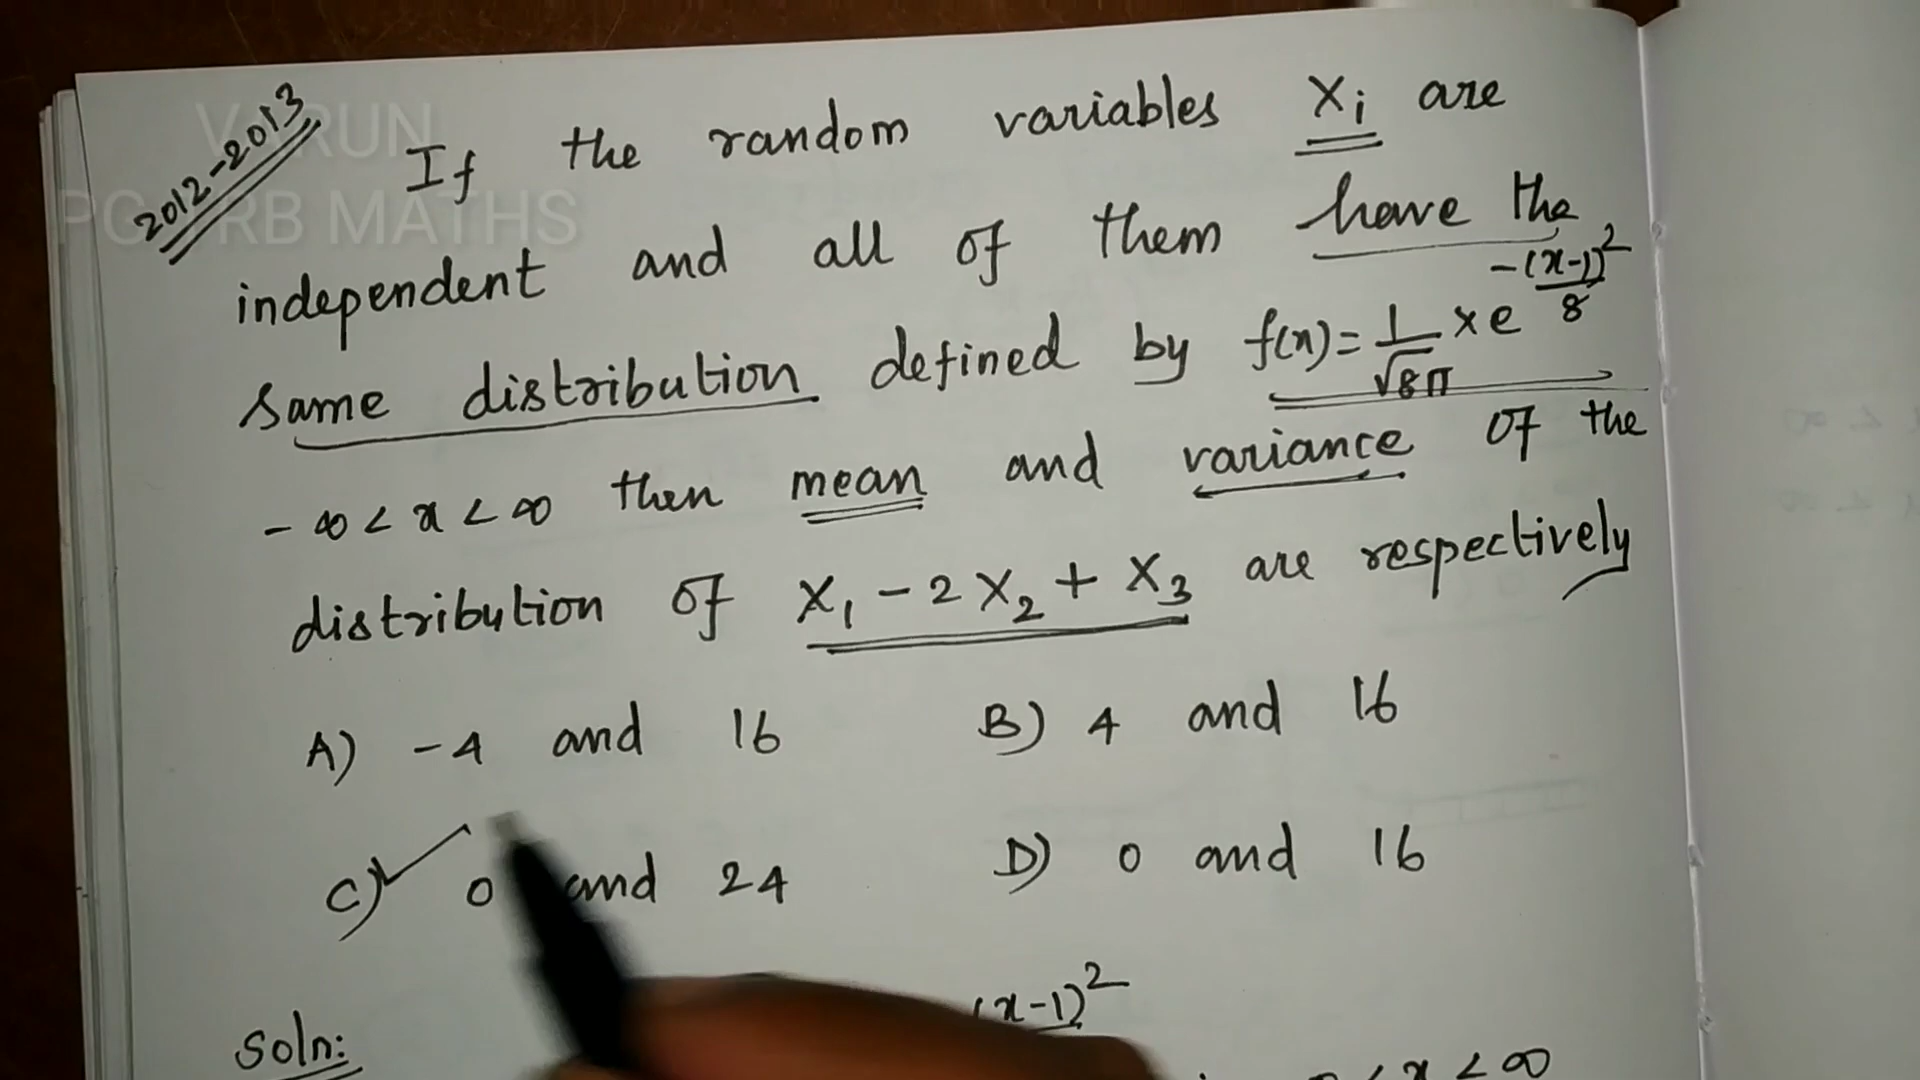 2012-2013
VARUN
PG TRB MATHS
If the random variables Xi are
independent and all of them have the
same distribution defined by f(x)=1/√8π × e^-(x-1)²/8
-∞<x<∞ then mean and variance of the
distribution of X₁-2X₂+X₃ are respectively
A) -4 and 16 B) 4 and 16
C) 0 and 24 D) 0 and 16
Soln: (x-1)²
<x<∞